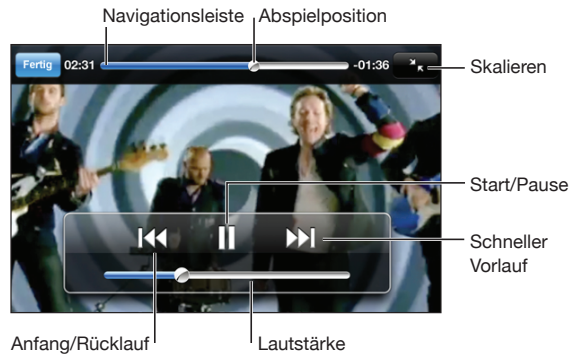 Navigationsleiste Abspielposition
Fertig 02:31 -01:36
Skalieren
Start/Pause
Schneller
Vorlauf
Anfang/Rücklauf Lautstärke